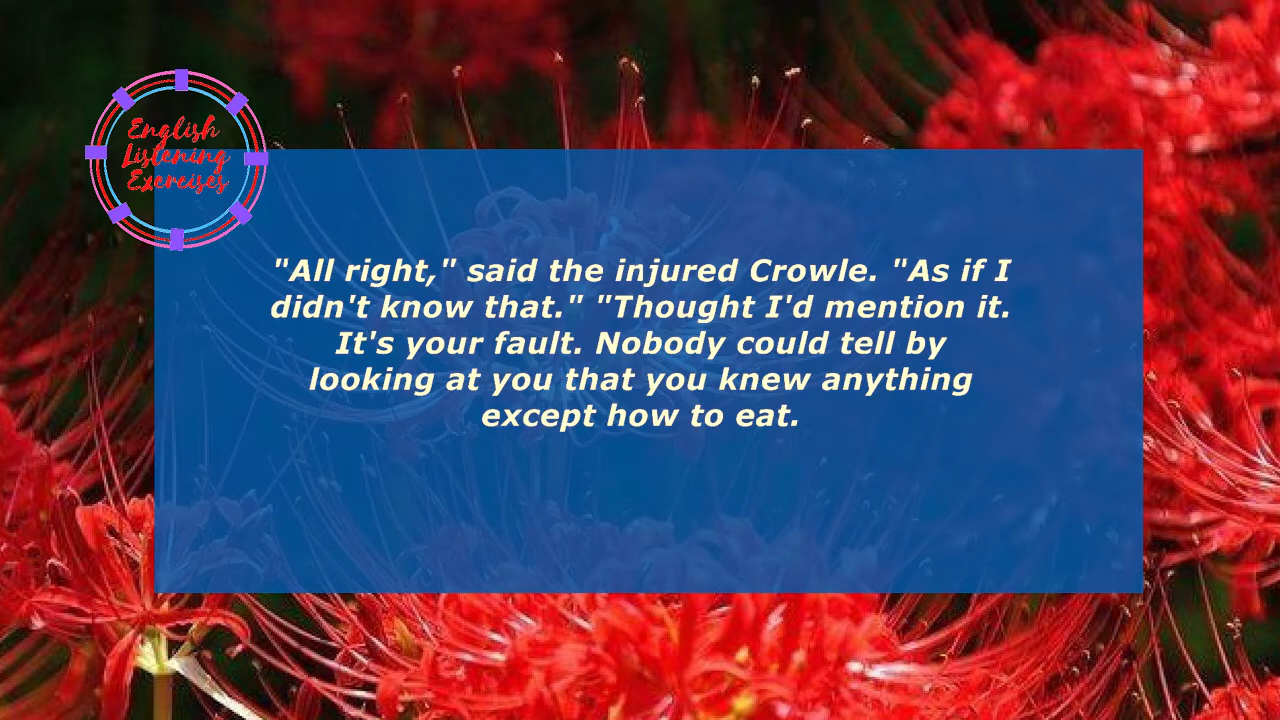 English
Listening
Exercises
"All right," said the injured Crowle. "As if I
didn't know that." "Thought I'd mention it.
It's your fault. Nobody could tell by
looking at you that you knew anything
except how to eat.